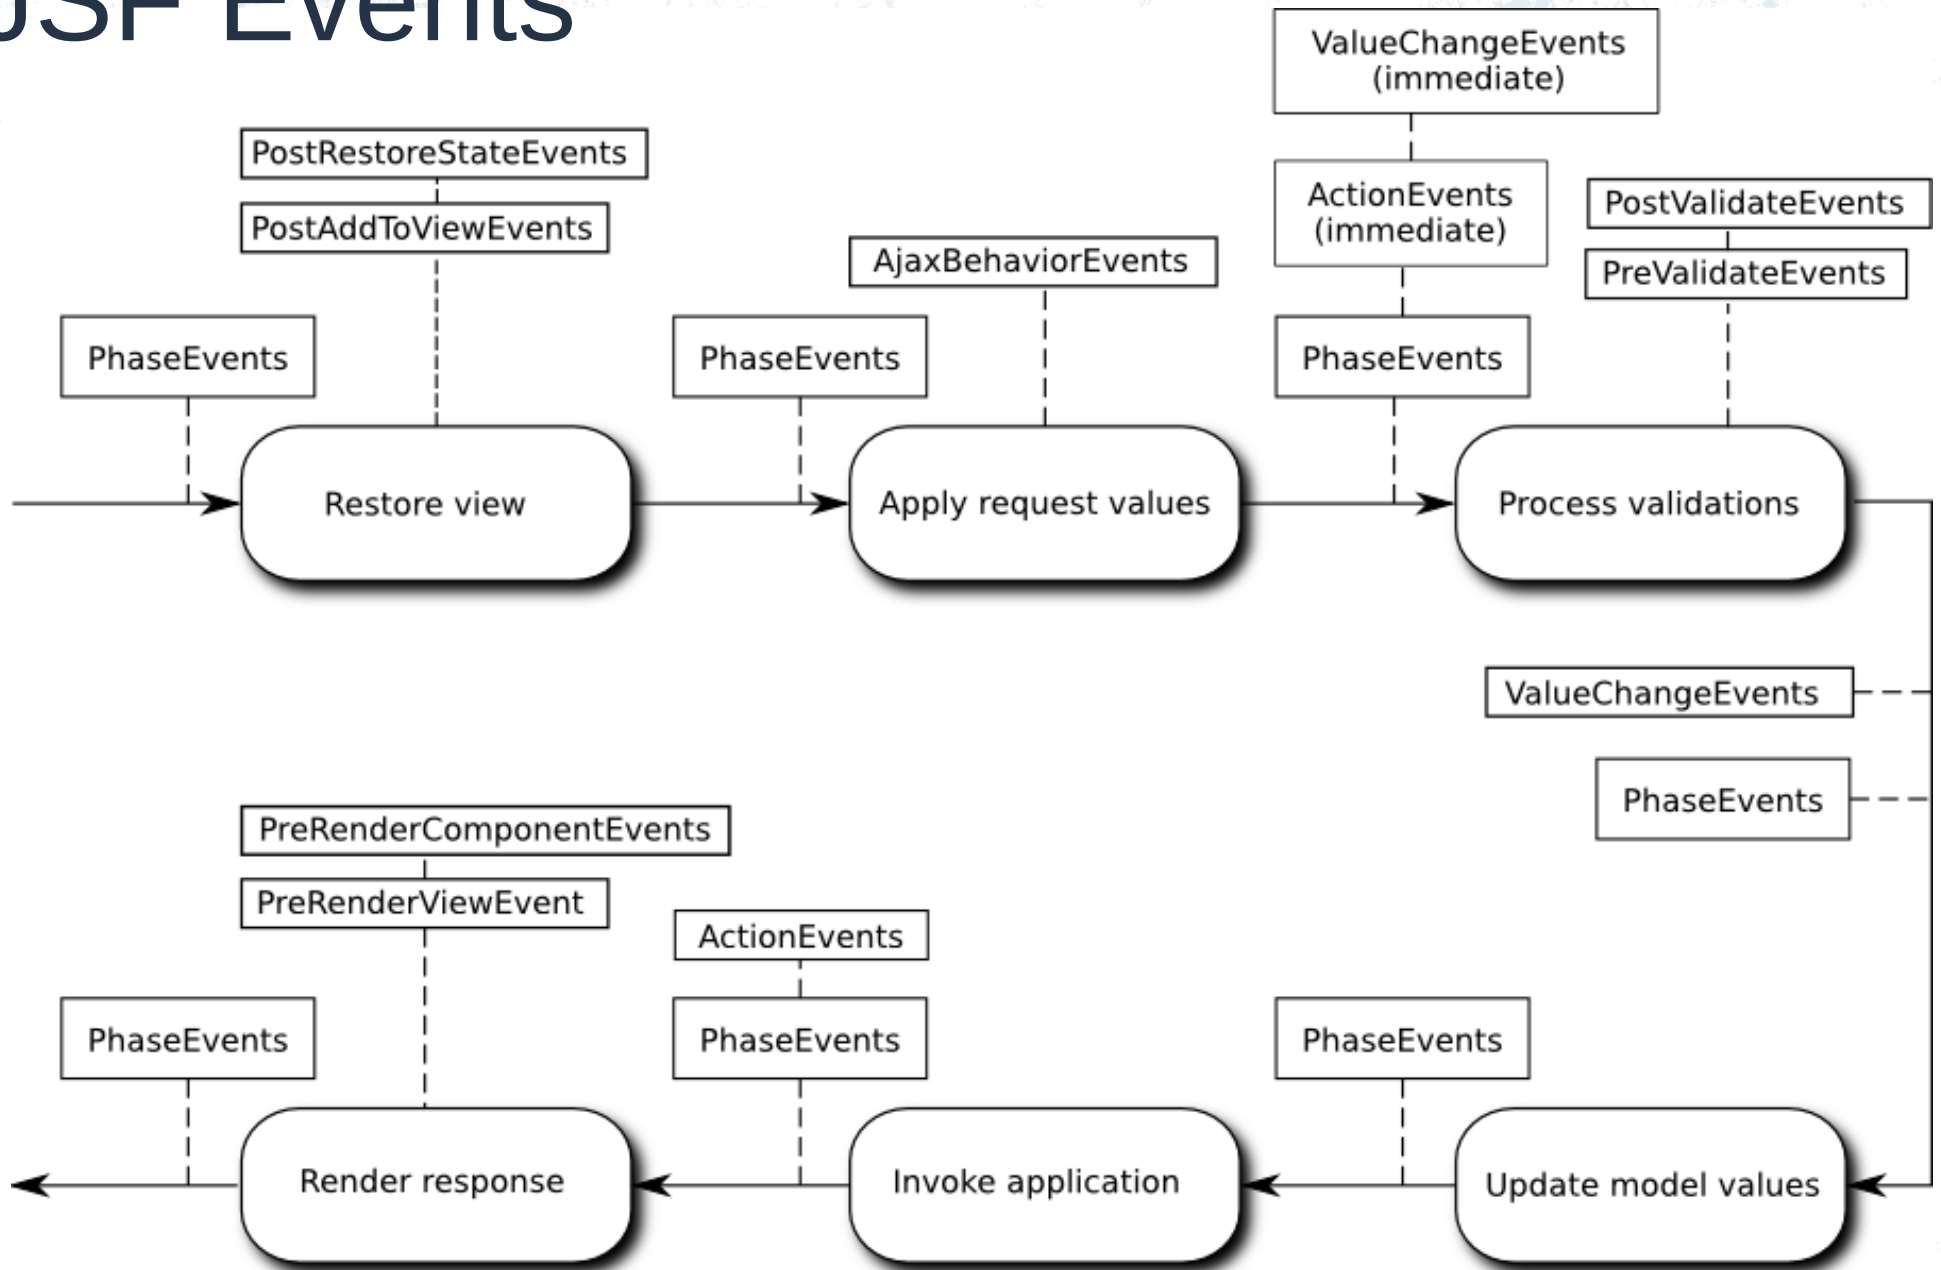 JSF Events
ValueChangeEvents
(immediate)
PostRestoreStateEvents
ActionEvents
(immediate)
PostValidateEvents
PostAddToViewEvents
AjaxBehaviorEvents
PreValidateEvents
PhaseEvents
PhaseEvents
PhaseEvents
Restore view
Apply request values
Process validations
ValueChangeEvents
PhaseEvents
PreRenderComponentEvents
PreRenderViewEvent
ActionEvents
PhaseEvents
PhaseEvents
PhaseEvents
Render response
Invoke application
Update model values